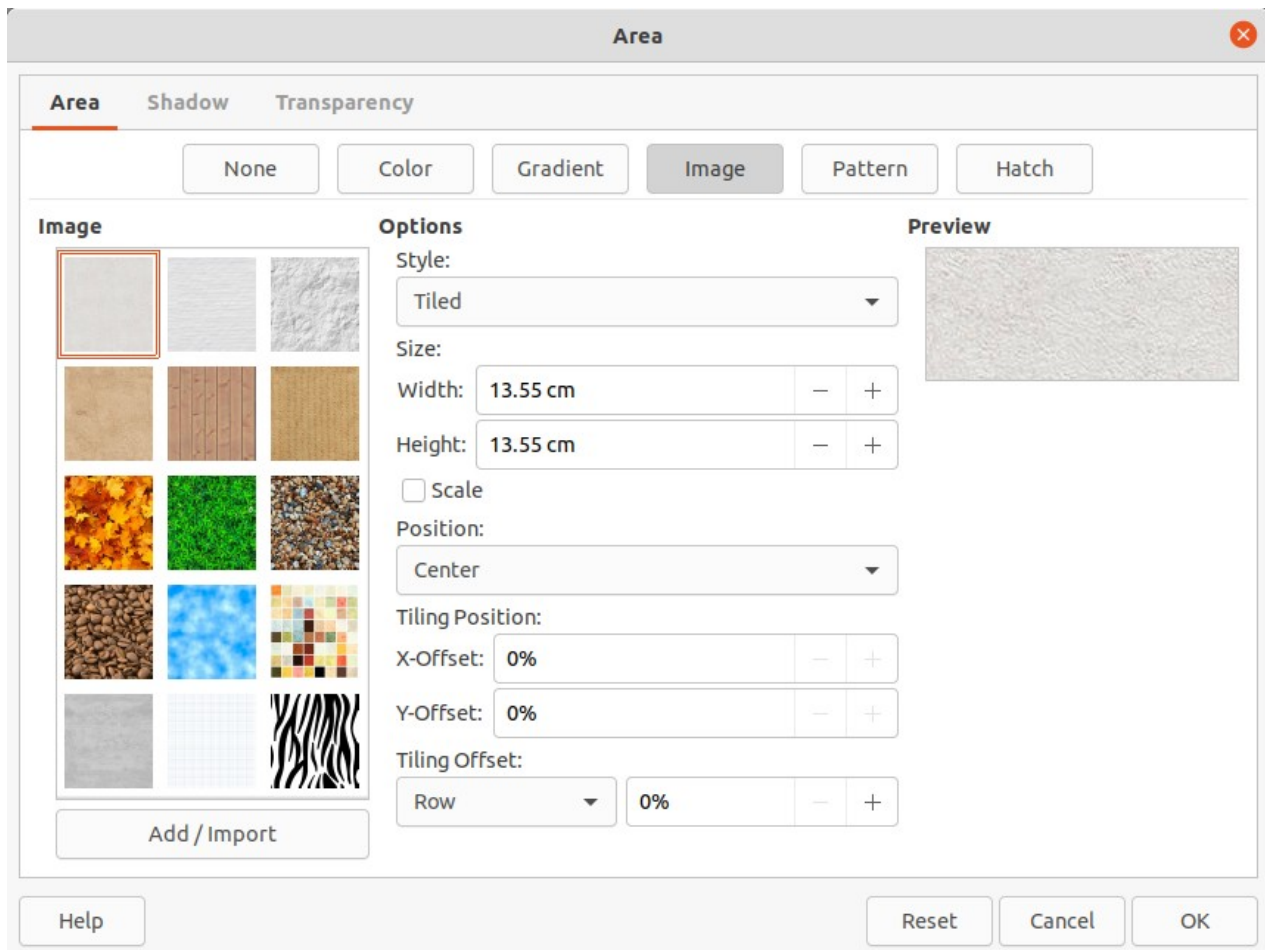 Area
Area Shadow Transparency
None Color Gradient Image Pattern Hatch
Image
Options
Preview
Style:
Tiled
Size:
Width: 13.55 cm
Height: 13.55 cm
Scale
Position:
Center
Tiling Position:
X-Offset: 0%
Y-Offset: 0%
Tiling Offset:
Row 0%
Add / Import
Help Reset Cancel OK